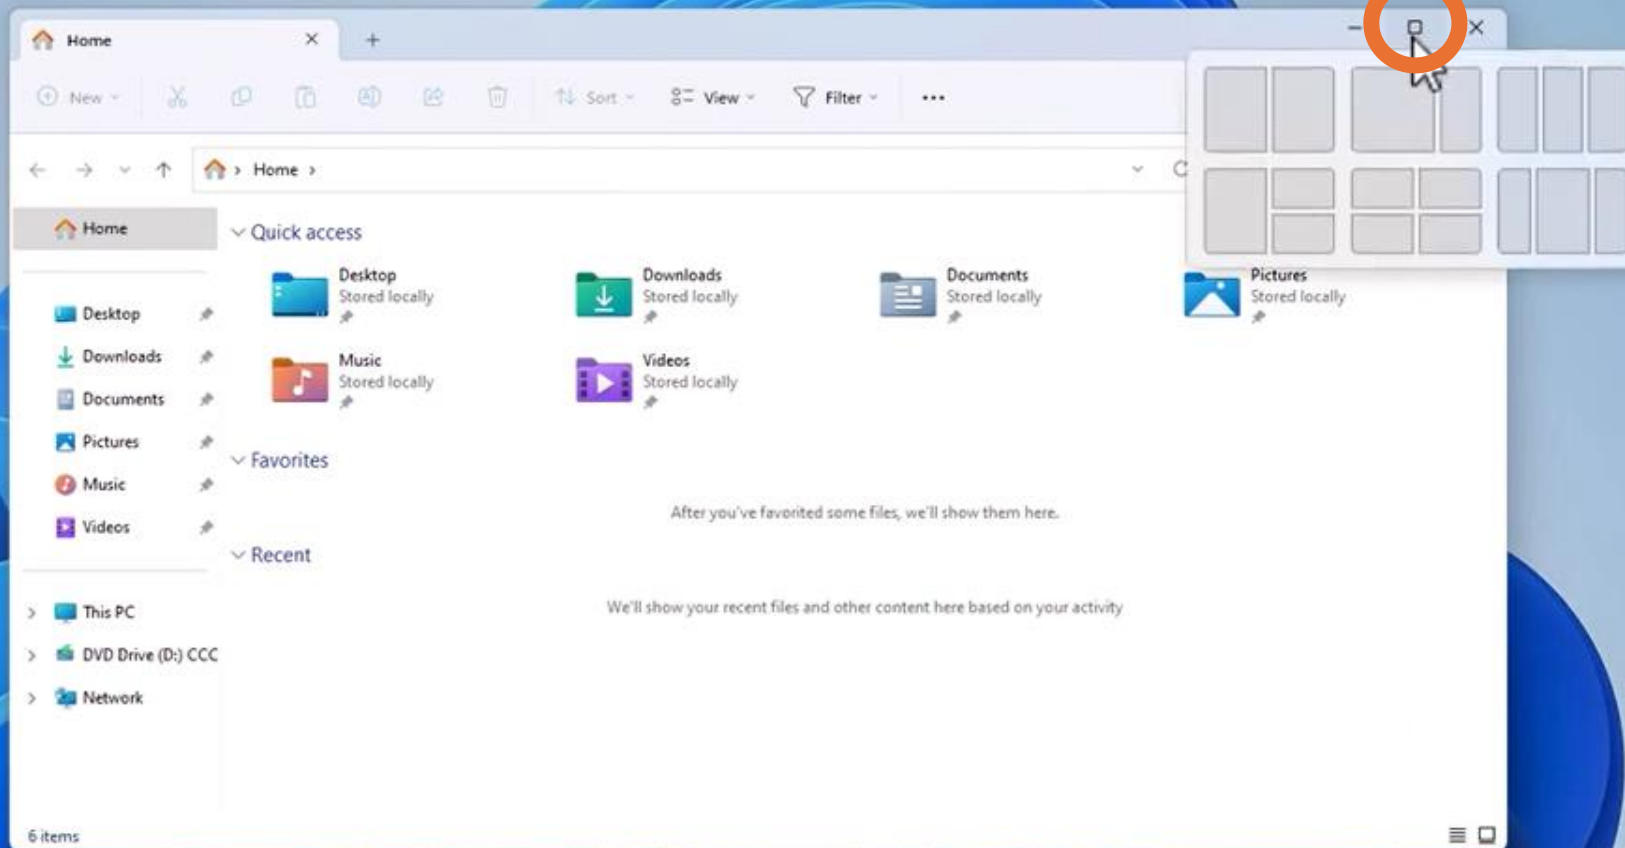 Home
New
Sort
View
Filter
Home
Home
Desktop
Downloads
Documents
Pictures
Music
Videos
This PC
DVD Drive (D:) CCC
Network
Quick access
Desktop
Stored locally
Downloads
Stored locally
Documents
Stored locally
Pictures
Stored locally
Music
Stored locally
Videos
Stored locally
Favorites
After you've favorited some files, we'll show them here.
Recent
We'll show your recent files and other content here based on your activity
6 items